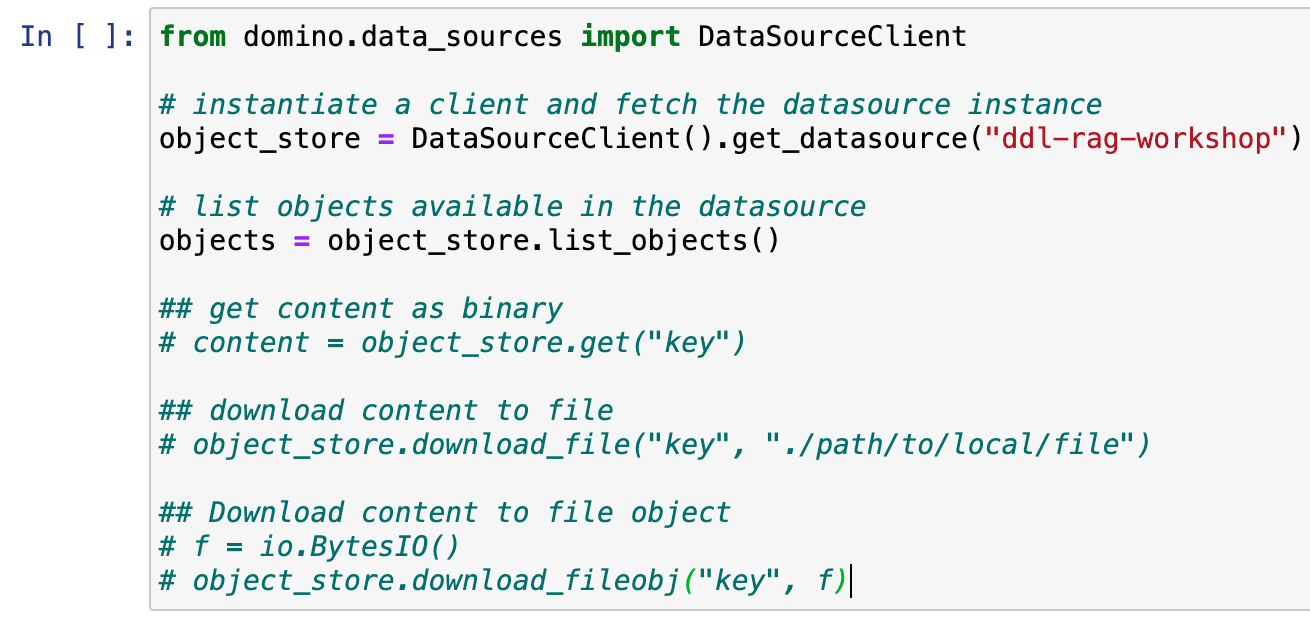 In [ ]: from domino.data_sources import DataSourceClient
# instantiate a client and fetch the datasource instance
object_store = DataSourceClient().get_datasource("ddl-rag-workshop")
# list objects available in the datasource
objects = object_store.list_objects()
## get content as binary
# content = object_store.get("key")
## download content to file
# object_store.download_file("key", "./path/to/local/file")
## Download content to file object
# f = io.BytesIO()
# object_store.download_fileobj("key", f)